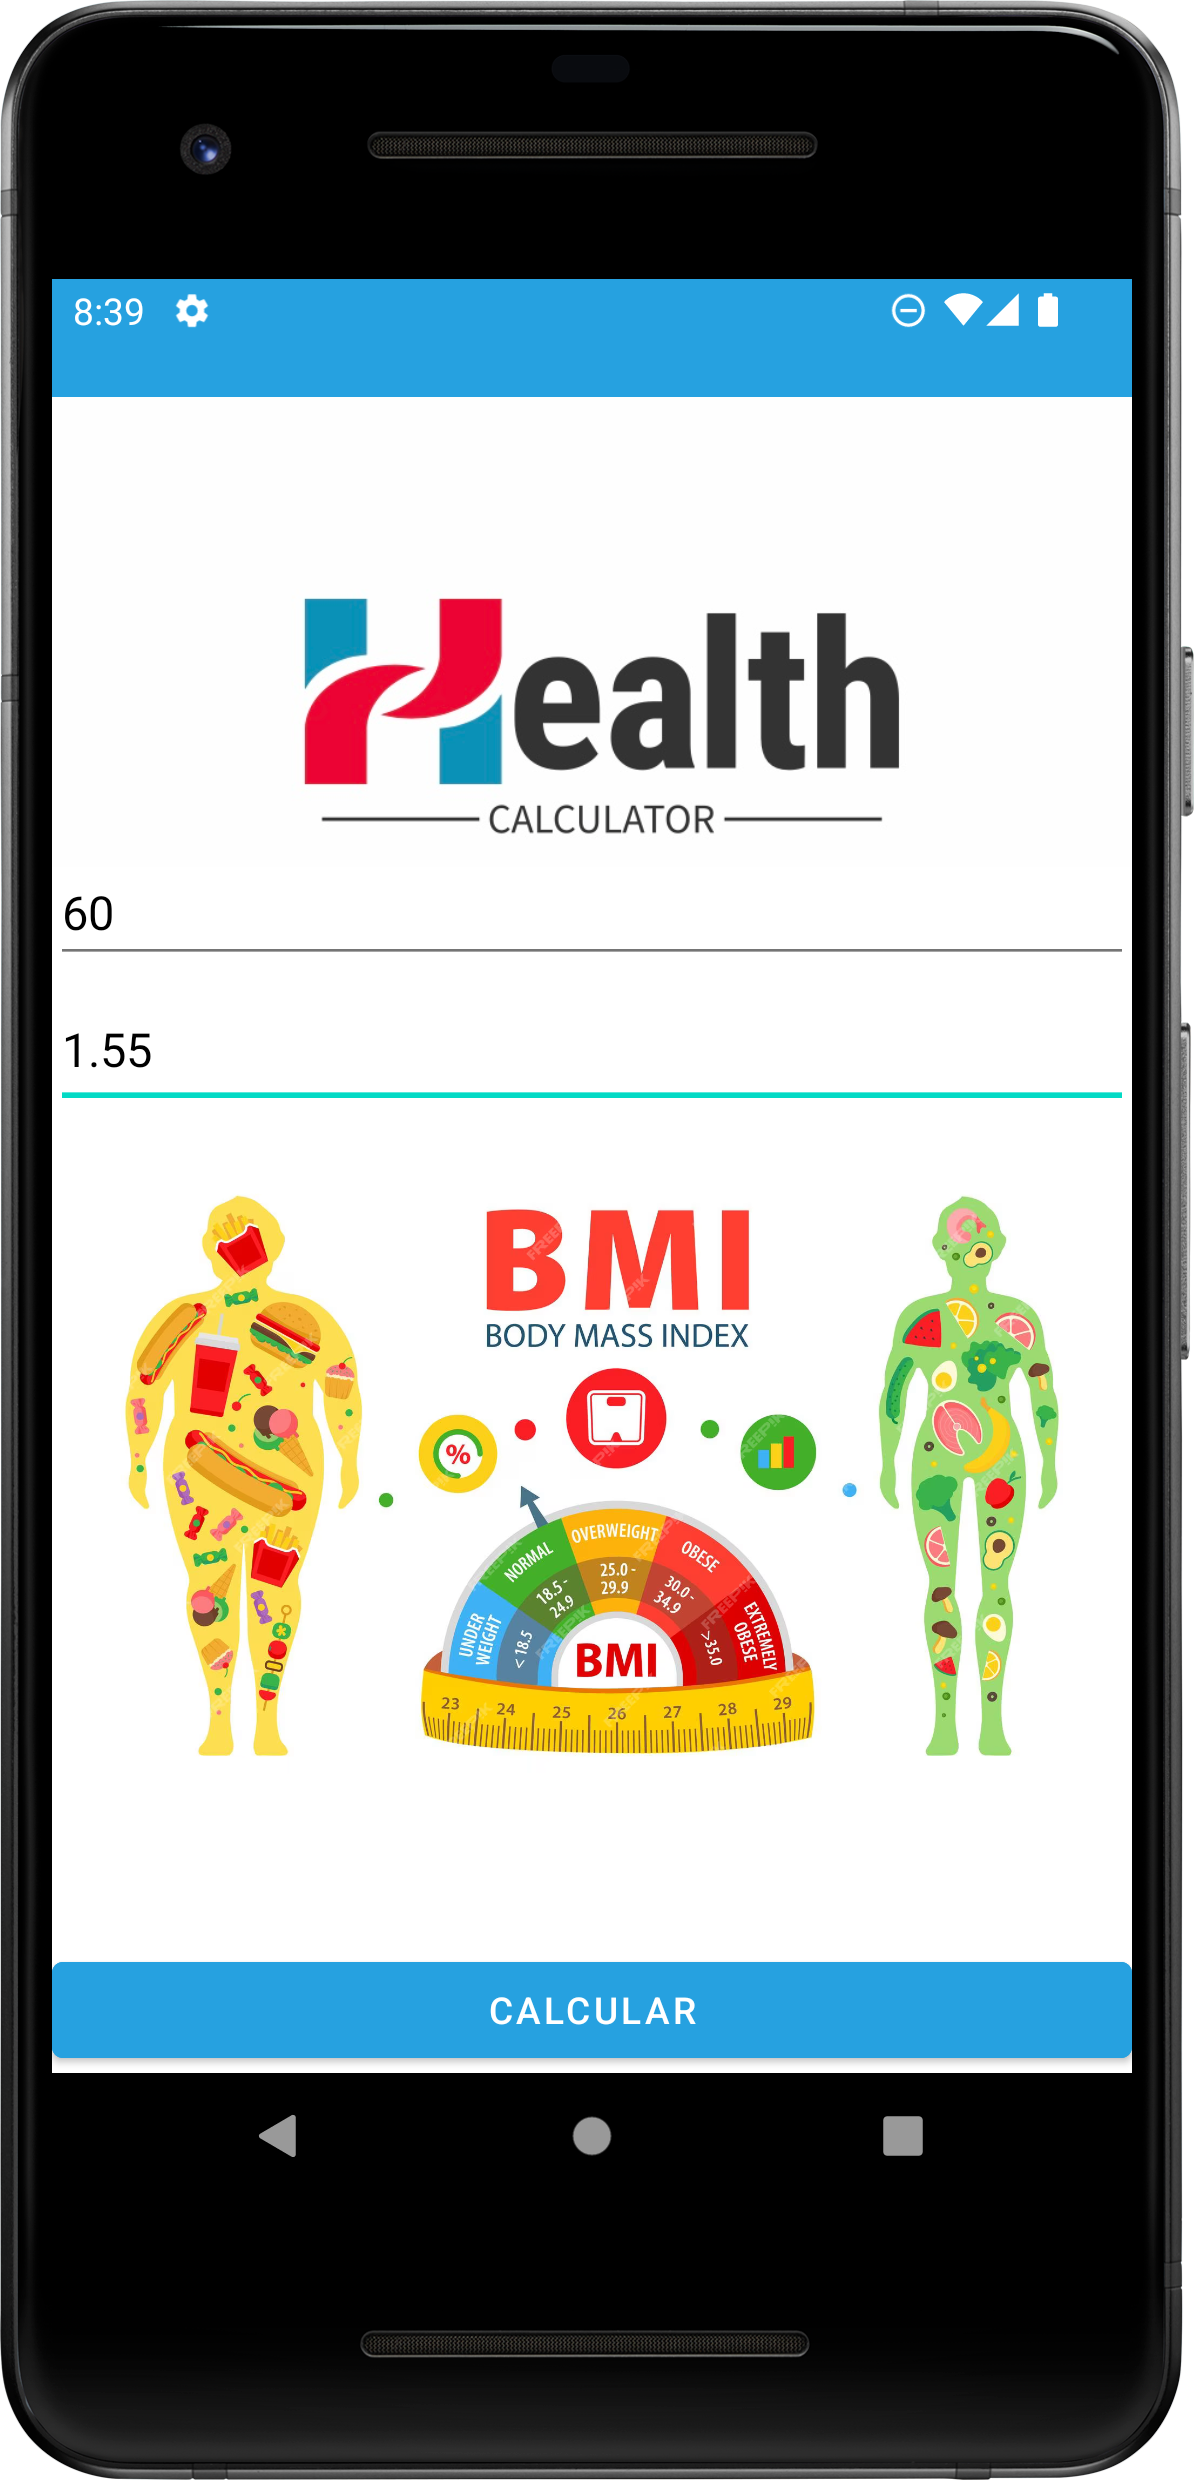 8:39
Health
CALCULATOR
60
1.55
BMI
BODY MASS INDEX
%
NORMAL
OVERWEIGHT
OBESE
UNDER
WEIGHT
EXTREMELY
OBESE
< 18.5
18.5 -
24.9
25.0 -
29.9
30.0 -
34.9
>35.0
BMI
23 24 25 26 27 28 29
FREEPIK
CALCULAR